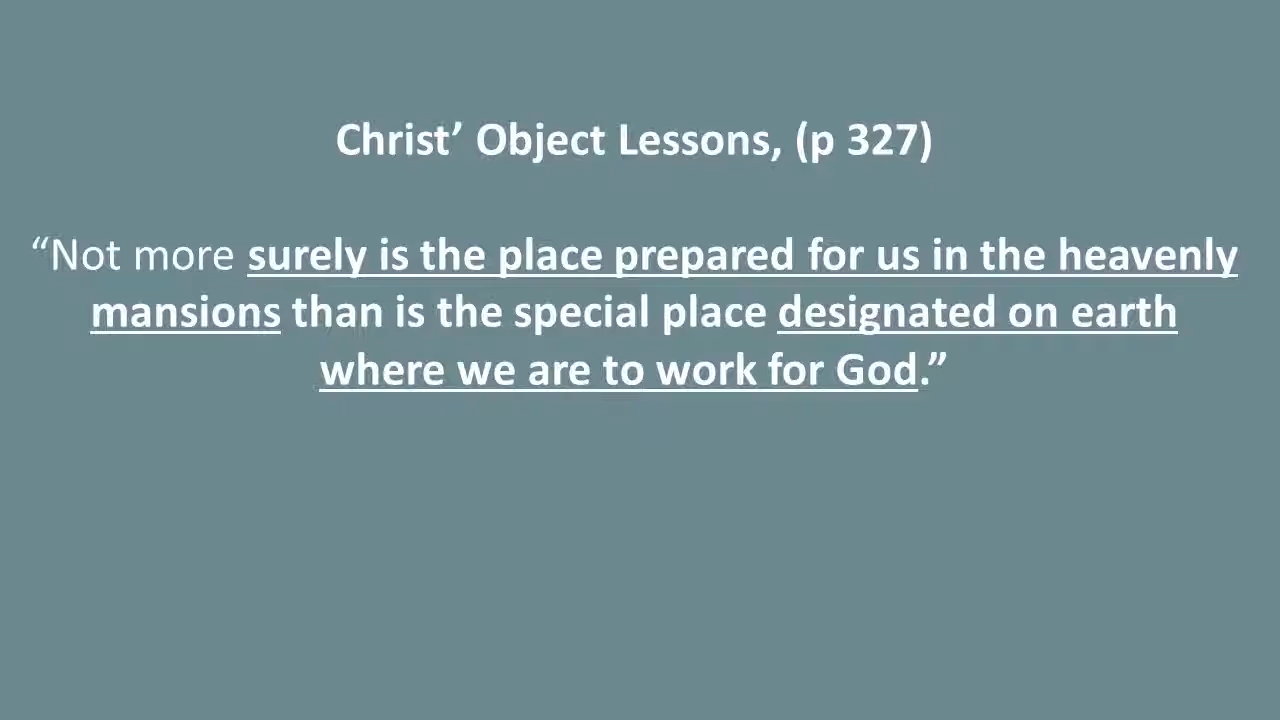 Christ’ Object Lessons, (p 327)
“Not more surely is the place prepared for us in the heavenly
mansions than is the special place designated on earth
where we are to work for God.”